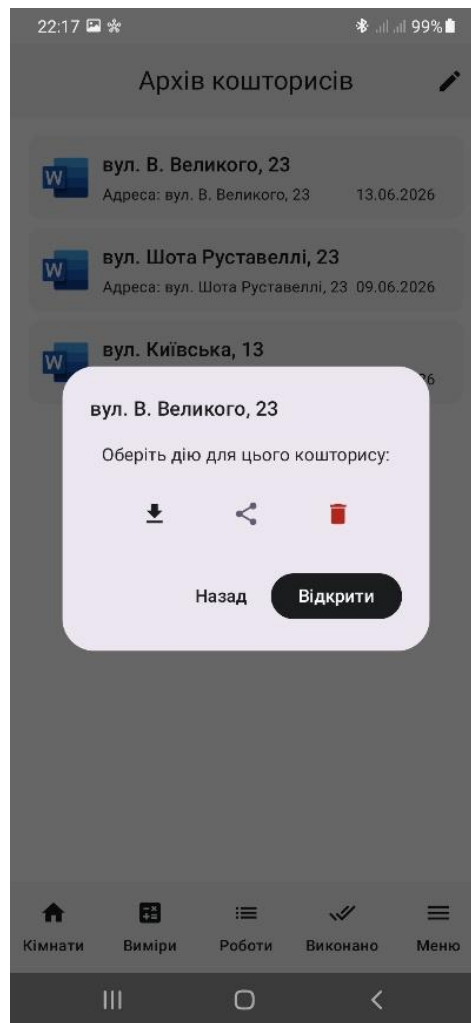 22:17 99%
Архів кошторисів
W
вул. В. Великого, 23
Адреса: вул. В. Великого, 23 13.06.2026
W
вул. Шота Руставеллі, 23
Адреса: вул. Шота Руставеллі, 23 09.06.2026
W
вул. Київська, 13
вул. В. Великого, 23
Оберіть дію для цього кошторису:
Назад Відкрити
Кімнати Виміри Роботи Виконано Меню